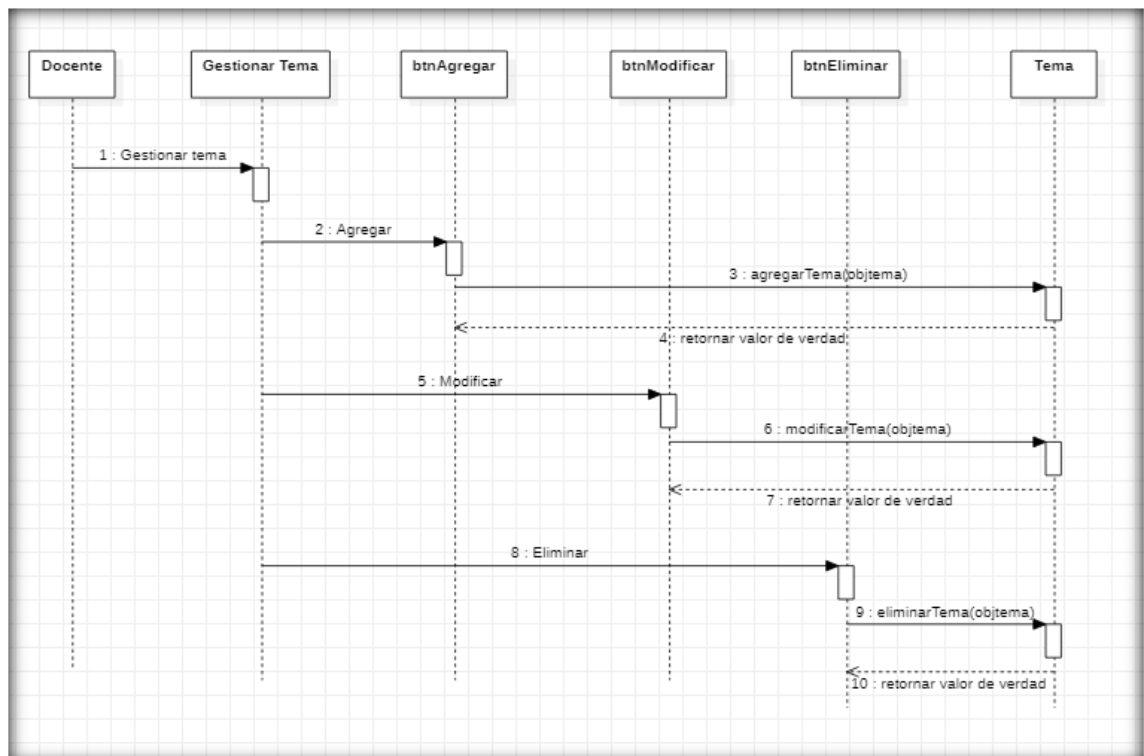 Docente
Gestionar Tema
btnAgregar
btnModificar
btnEliminar
Tema
1 : Gestionar tema
2 : Agregar
3 : agregarTema(objtema)
4 : retornar valor de verdad
5 : Modificar
6 : modificarTema(objtema)
7 : retornar valor de verdad
8 : Eliminar
9 : eliminarTema(objtema)
10 : retornar valor de verdad